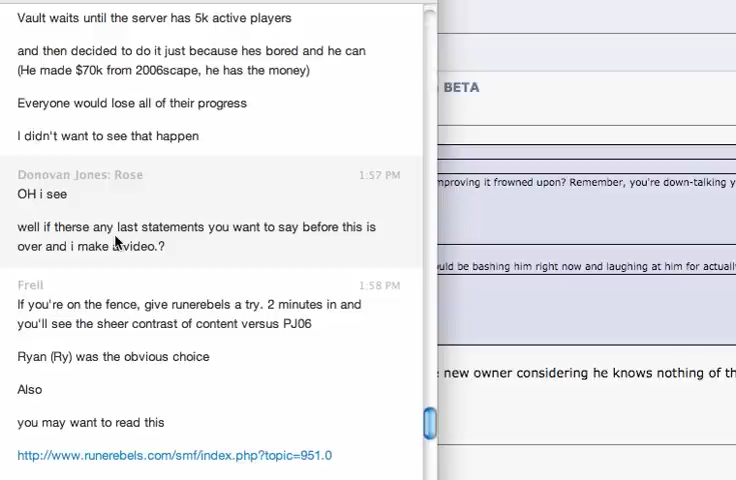 Vault waits until the server has 5k active players
and then decided to do it just because hes bored and he can
(He made $70k from 2006scape, he has the money)
Everyone would lose all of their progress
I didn't want to see that happen
Donovan Jones: Rose 1:57 PM
OH i see
well if therse any last statements you want to say before this is
over and i make a video.?
Frell 1:58 PM
If you're on the fence, give runerebels a try. 2 minutes in and
you'll see the sheer contrast of content versus PJ06
Ryan (Ry) was the obvious choice
Also
you may want to read this
http://www.runerebels.com/smf/index.php?topic=951.0
BETA
mproving it frowned upon? Remember, you're down-talking y
uld be bashing him right now and laughing at him for actuall
new owner considering he knows nothing of th